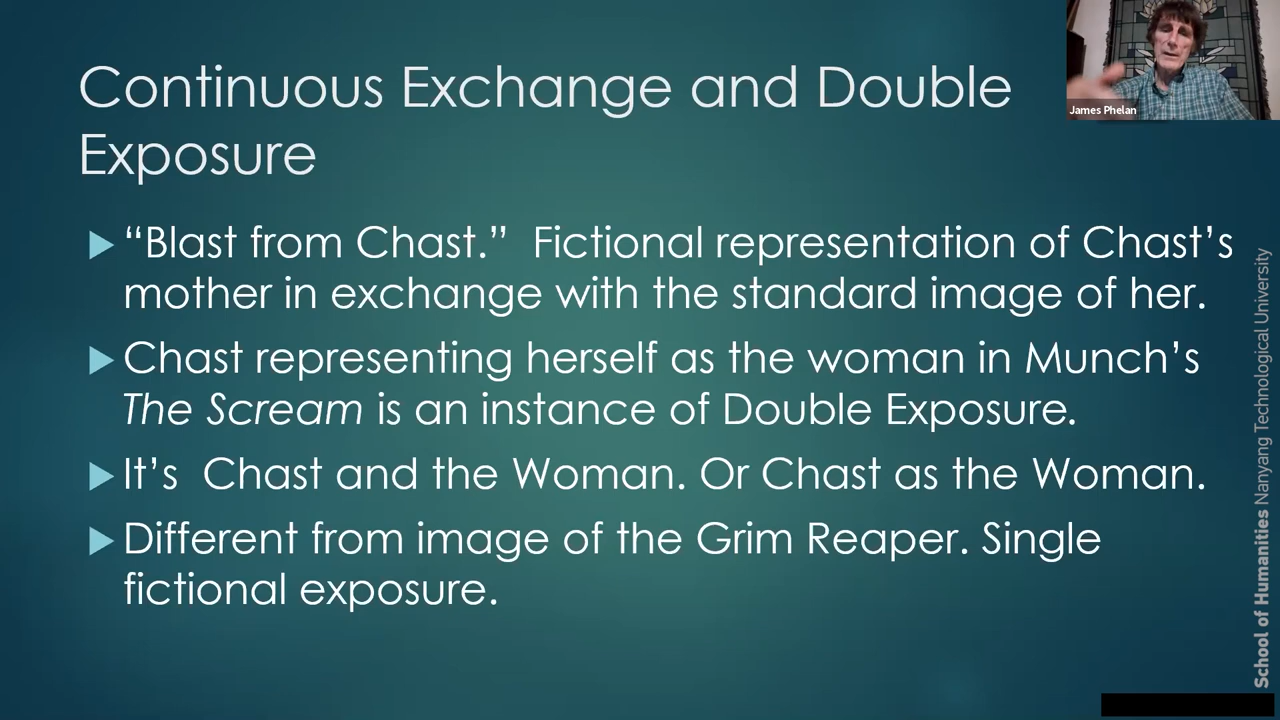 Continuous Exchange and Double
Exposure
“Blast from Chast.”  Fictional representation of Chast’s
mother in exchange with the standard image of her.
Chast representing herself as the woman in Munch’s
The Scream is an instance of Double Exposure.
It’s  Chast and the Woman. Or Chast as the Woman.
Different from image of the Grim Reaper. Single
fictional exposure.
James Phelan
School of Humanities Nanyang Technological University